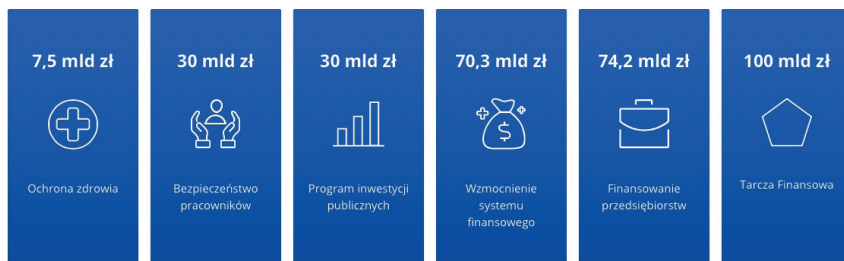 7,5 mld zł
Ochrona zdrowia
30 mld zł
Bezpieczeństwo
pracowników
30 mld zł
Program inwestycji
publicznych
70,3 mld zł
$
Wzmocnienie
systemu
finansowego
74,2 mld zł
Finansowanie
przedsiębiorstw
100 mld zł
Tarcza Finansowa